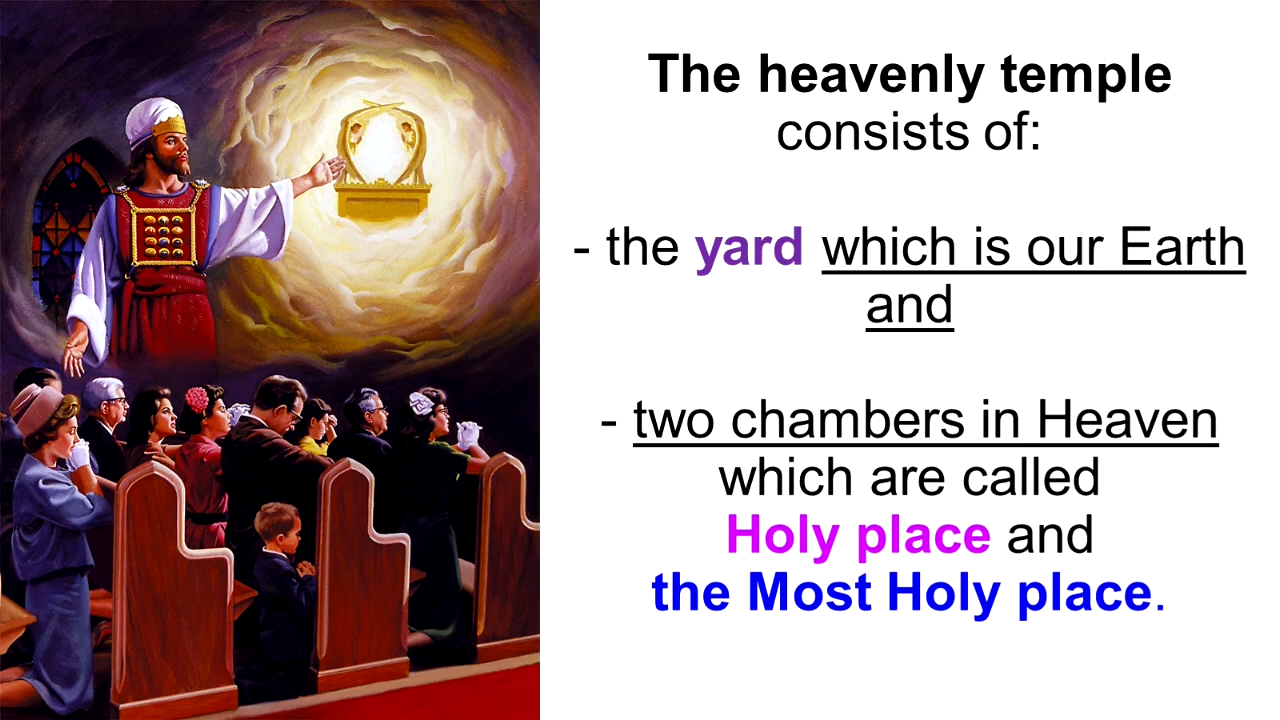 The heavenly temple
consists of:
- the yard which is our Earth
and
- two chambers in Heaven
which are called
Holy place and
the Most Holy place.